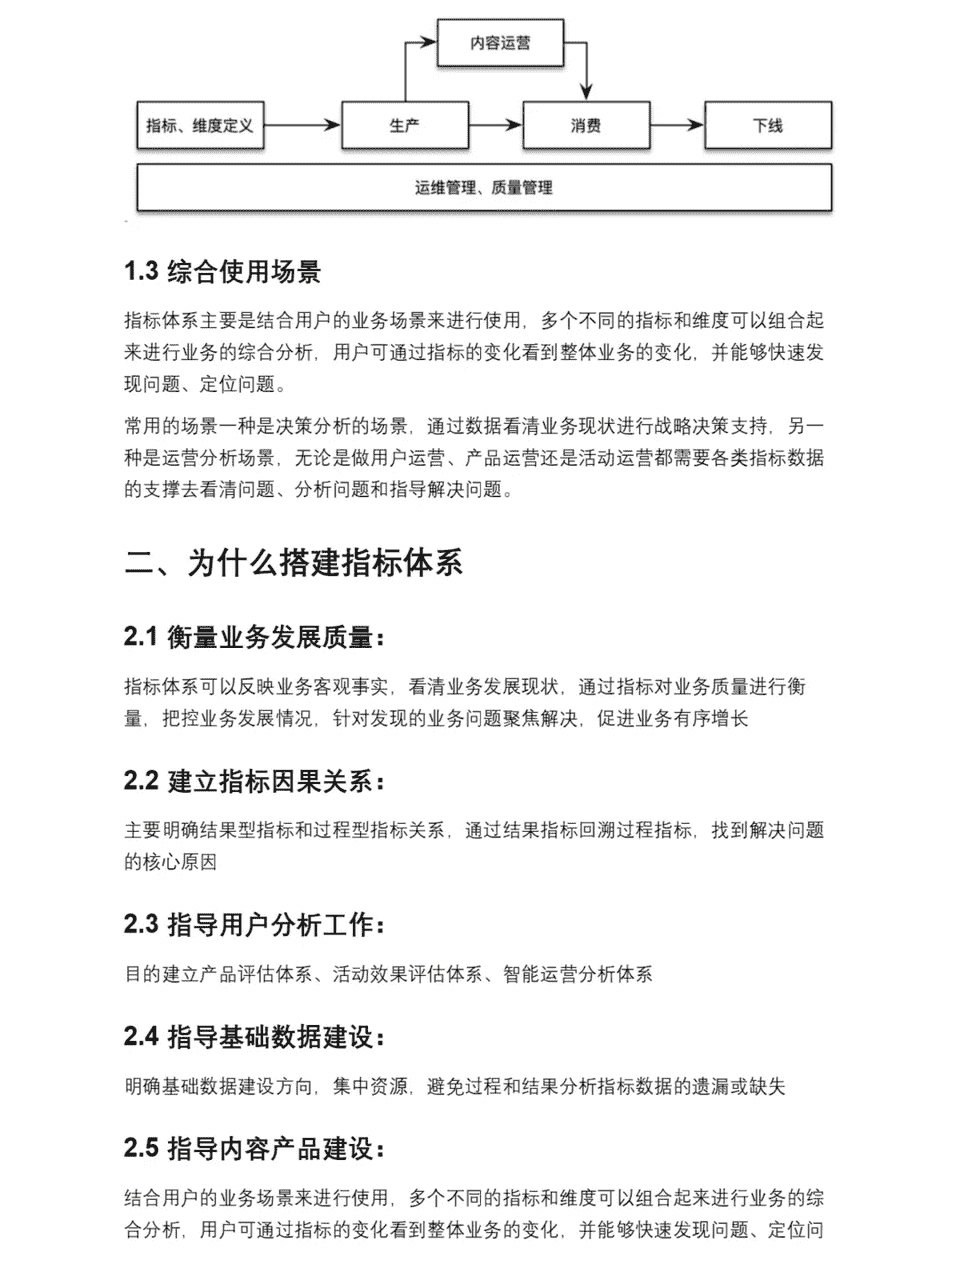 内容运营
指标、维度定义
生产
消费
下线
运维管理、质量管理
1.3 综合使用场景
指标体系主要是结合用户的业务场景来进行使用，多个不同的指标和维度可以组合起
来进行业务的综合分析，用户可通过指标的变化看到整体业务的变化，并能够快速发
现问题、定位问题。
常用的场景一种是决策分析的场景，通过数据看清业务现状进行战略决策支持，另一
种是运营分析场景，无论是做用户运营、产品运营还是活动运营都需要各类指标数据
的支撑去看清问题、分析问题和指导解决问题。
二、为什么搭建指标体系
2.1 衡量业务发展质量：
指标体系可以反映业务客观事实，看清业务发展现状，通过指标对业务质量进行衡
量，把控业务发展情况，针对发现的业务问题聚焦解决，促进业务有序增长
2.2 建立指标因果关系：
主要明确结果型指标和过程型指标关系，通过结果指标回溯过程指标，找到解决问题
的核心原因
2.3 指导用户分析工作：
目的建立产品评估体系、活动效果评估体系、智能运营分析体系
2.4 指导基础数据建设：
明确基础数据建设方向，集中资源，避免过程和结果分析指标数据的遗漏或缺失
2.5 指导内容产品建设：
结合用户的业务场景来进行使用，多个不同的指标和维度可以组合起来进行业务的综
合分析，用户可通过指标的变化看到整体业务的变化，并能够快速发现问题、定位问